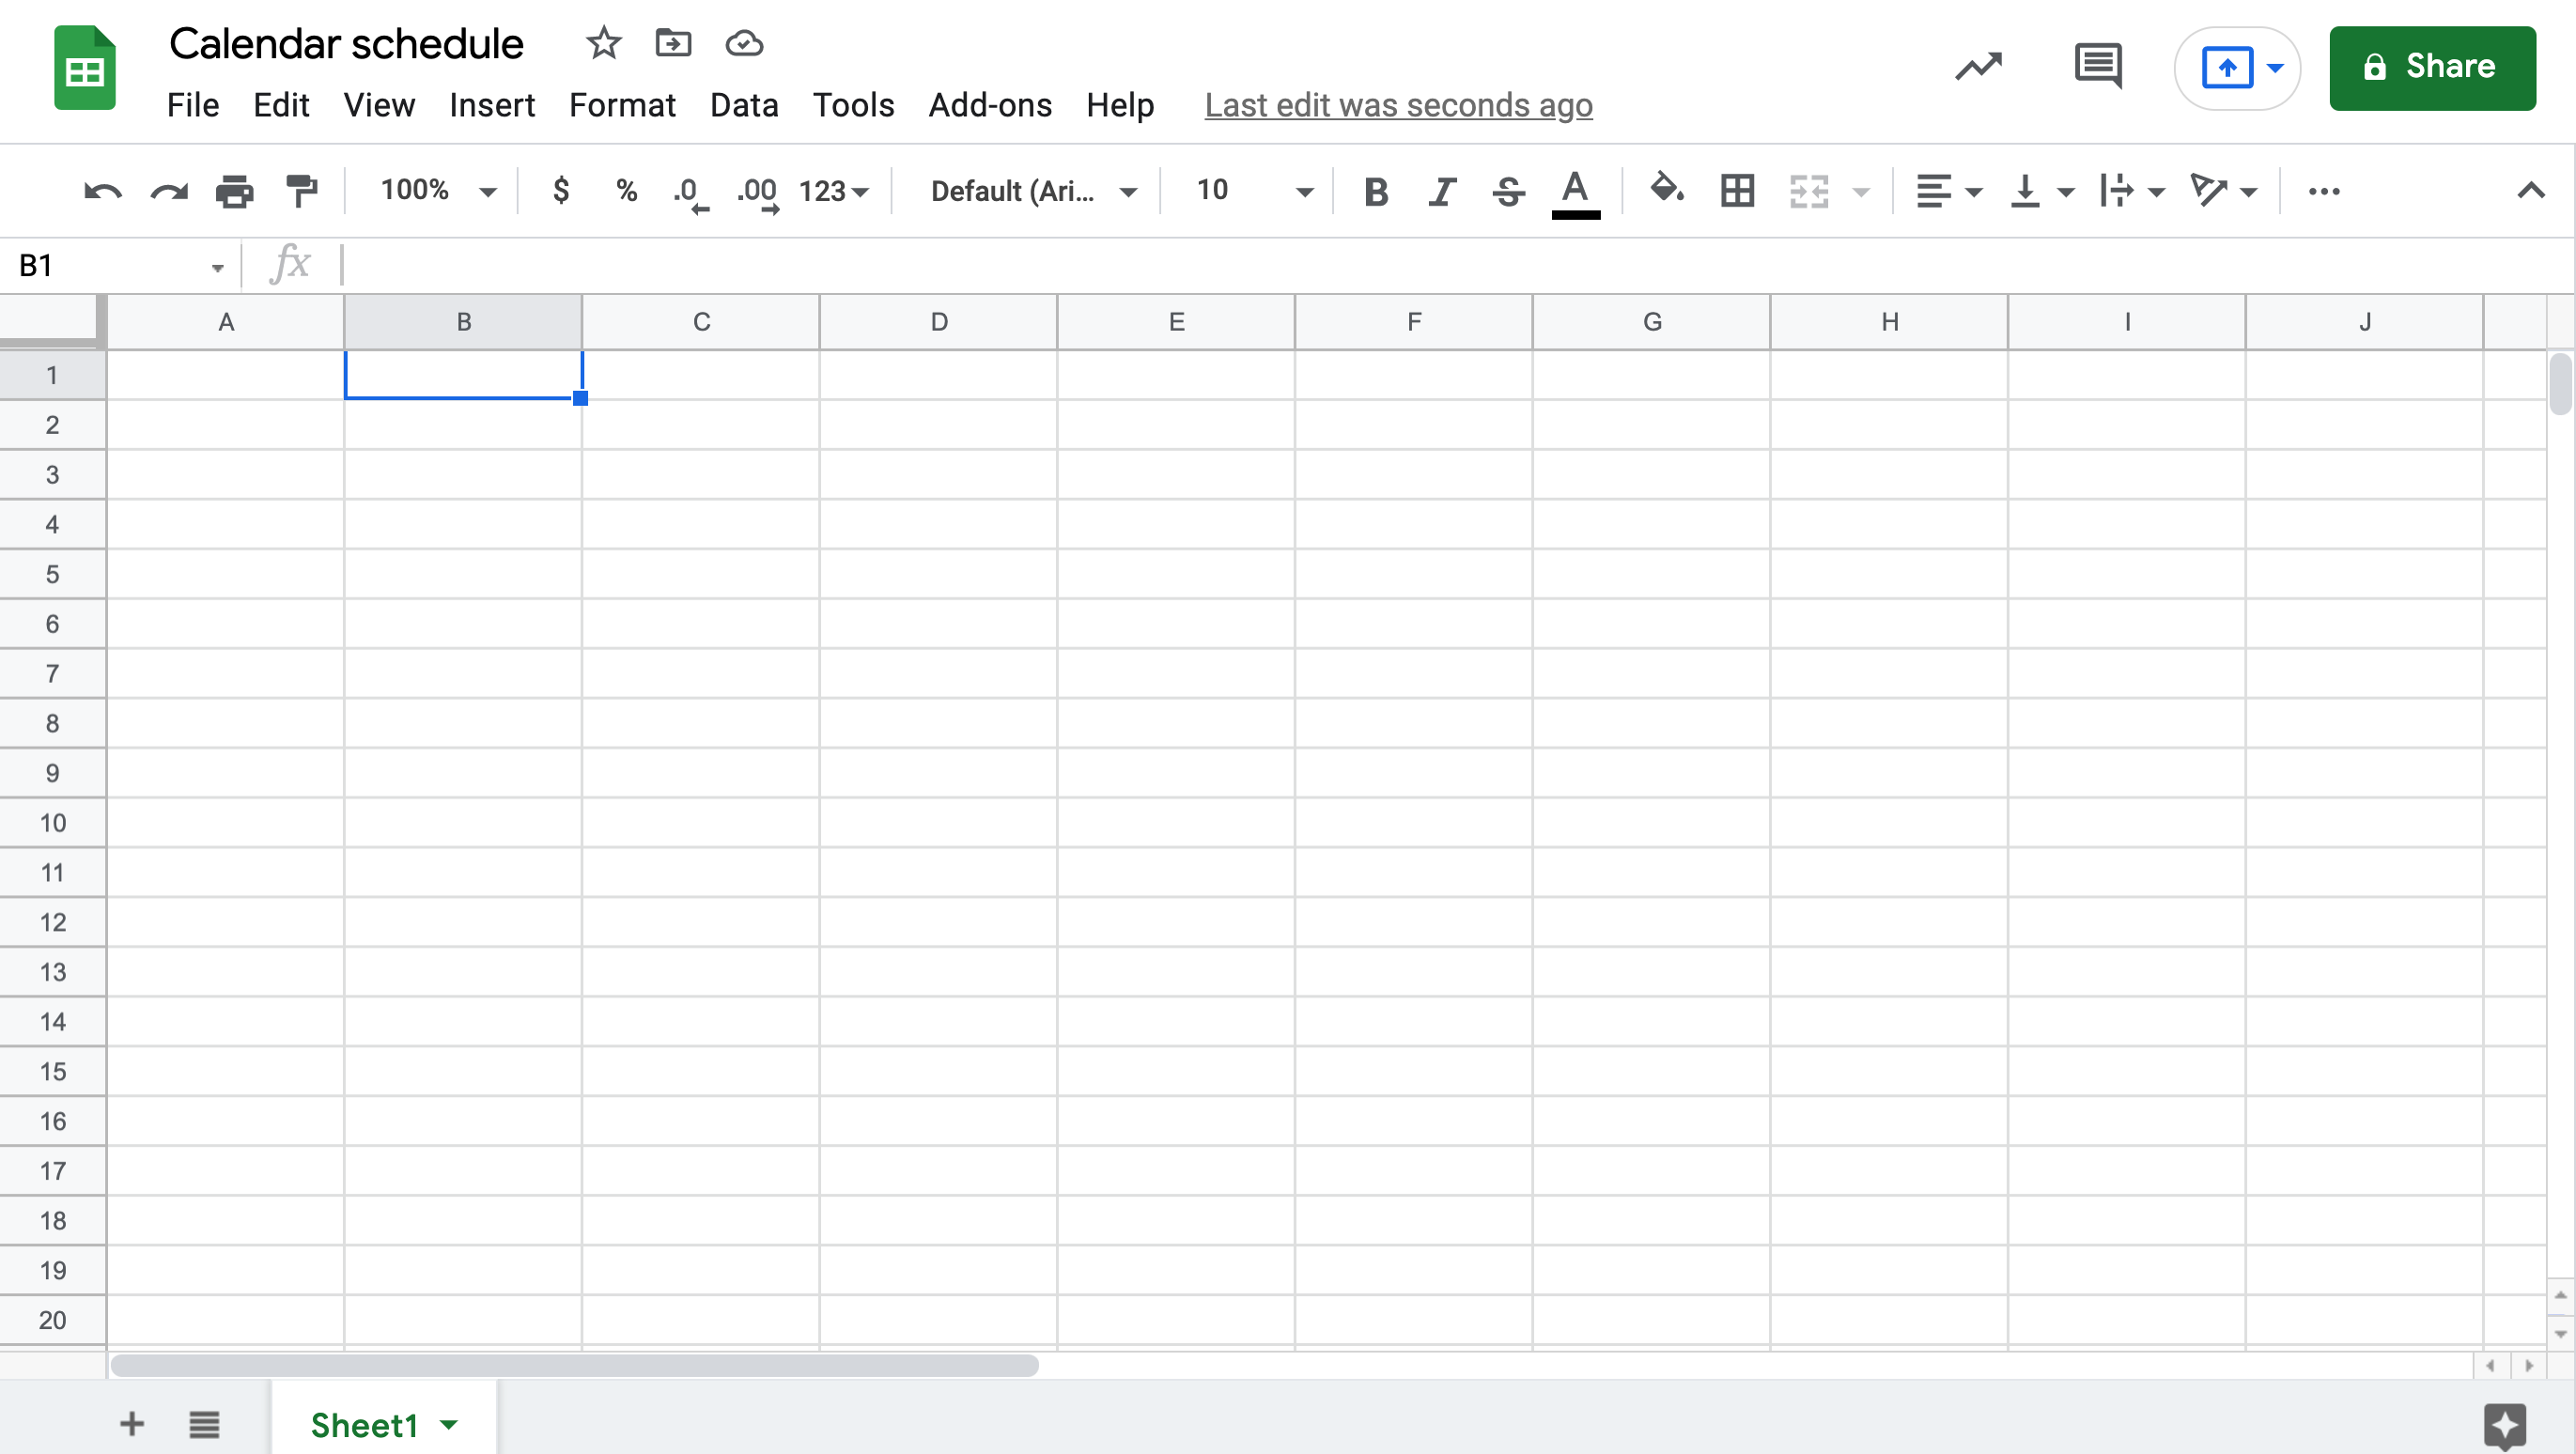 Calendar schedule
Share
File Edit View Insert Format Data Tools Add-ons Help Last edit was seconds ago
100% $ % .0 .00 123 Default (Ari... 10 B I S A
B1 fx
A B C D E F G H I J
1
2
3
4
5
6
7
8
9
10
11
12
13
14
15
16
17
18
19
20
Sheet1